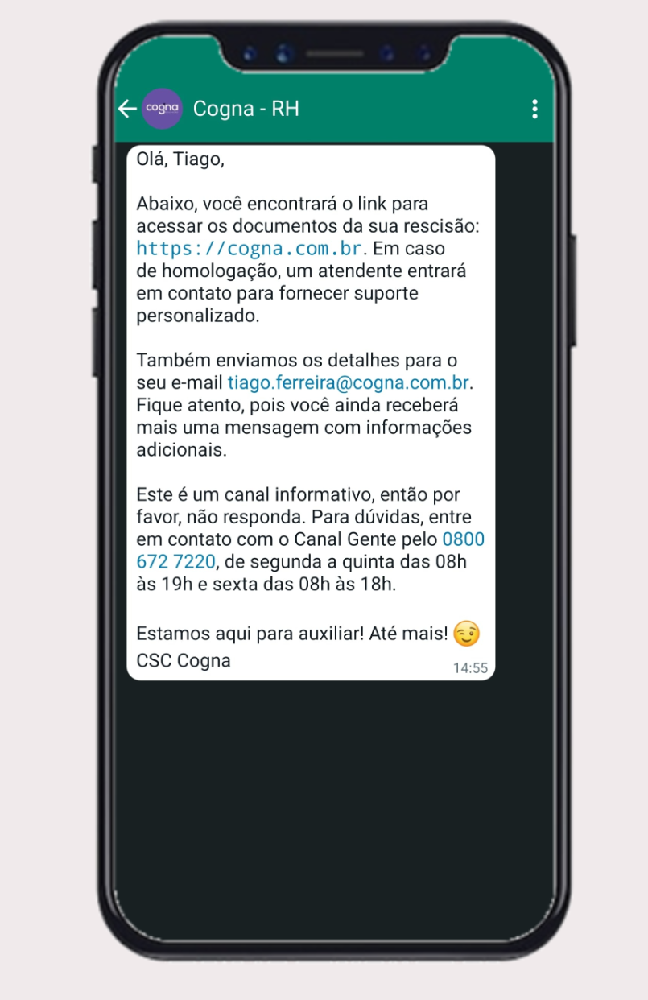 cogna
Cogna - RH
Olá, Tiago,
Abaixo, você encontrará o link para
acessar os documentos da sua rescisão:
https://cogna.com.br. Em caso
de homologação, um atendente entrará
em contato para fornecer suporte
personalizado.
Também enviamos os detalhes para o
seu e-mail tiago.ferreira@cogna.com.br.
Fique atento, pois você ainda receberá
mais uma mensagem com informações
adicionais.
Este é um canal informativo, então por
favor, não responda. Para dúvidas, entre
em contato com o Canal Gente pelo 0800
672 7220, de segunda a quinta das 08h
às 19h e sexta das 08h às 18h.
Estamos aqui para auxiliar! Até mais! 😉
CSC Cogna
14:55